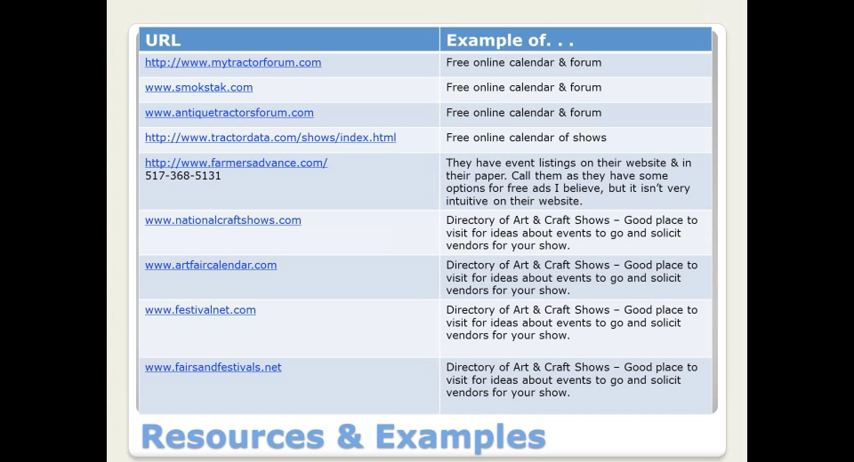 URL
Example of. . .
http://www.mytractorforum.com
Free online calendar & forum
www.smokstak.com
Free online calendar & forum
www.antiquetractorsforum.com
Free online calendar & forum
http://www.tractordata.com/shows/index.html
Free online calendar of shows
http://www.farmersadvance.com/
517-368-5131
They have event listings on their website & in
their paper. Call them as they have some
options for free ads I believe, but it isn’t very
intuitive on their website.
www.nationalcraftshows.com
Directory of Art & Craft Shows – Good place to
visit for ideas about events to go and solicit
vendors for your show.
www.artfaircalendar.com
Directory of Art & Craft Shows – Good place to
visit for ideas about events to go and solicit
vendors for your show.
www.festivalnet.com
Directory of Art & Craft Shows – Good place to
visit for ideas about events to go and solicit
vendors for your show.
www.fairsandfestivals.net
Directory of Art & Craft Shows – Good place to
visit for ideas about events to go and solicit
vendors for your show.
Resources & Examples